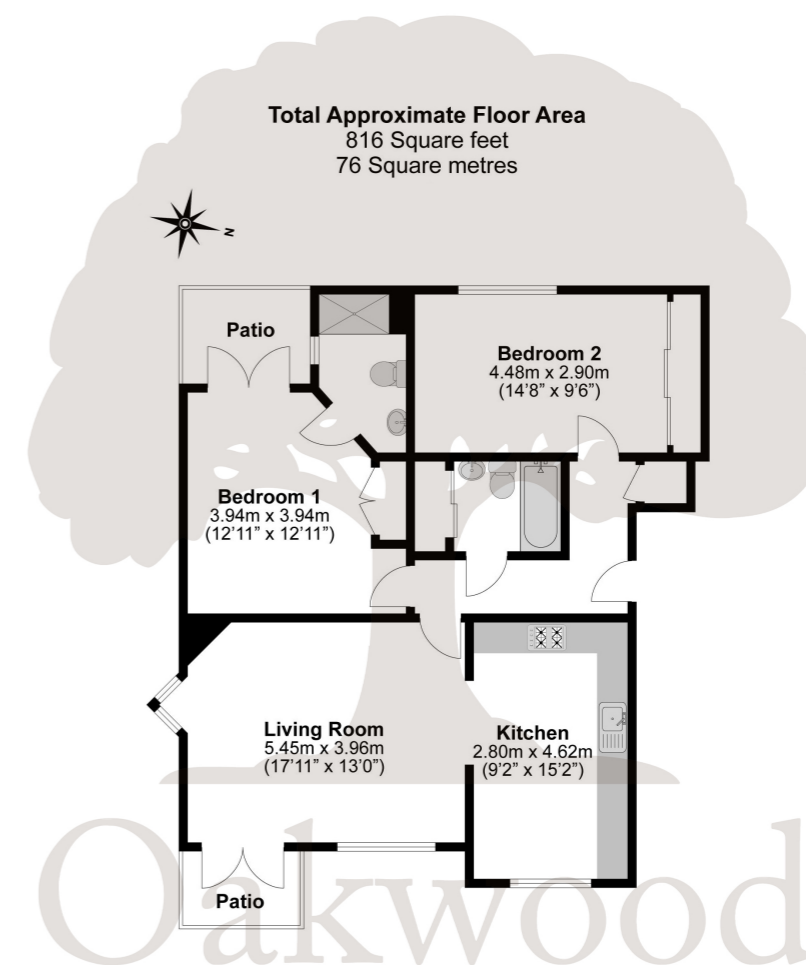 Total Approximate Floor Area
816 Square feet
76 Square metres
N
Patio
Bedroom 2
4.48m x 2.90m
(14'8” x 9'6”)
Bedroom 1
3.94m x 3.94m
(12'11” x 12'11”)
Living Room
5.45m x 3.96m
(17'11” x 13'0”)
Kitchen
2.80m x 4.62m
(9'2” x 15'2”)
Patio
Oakwood